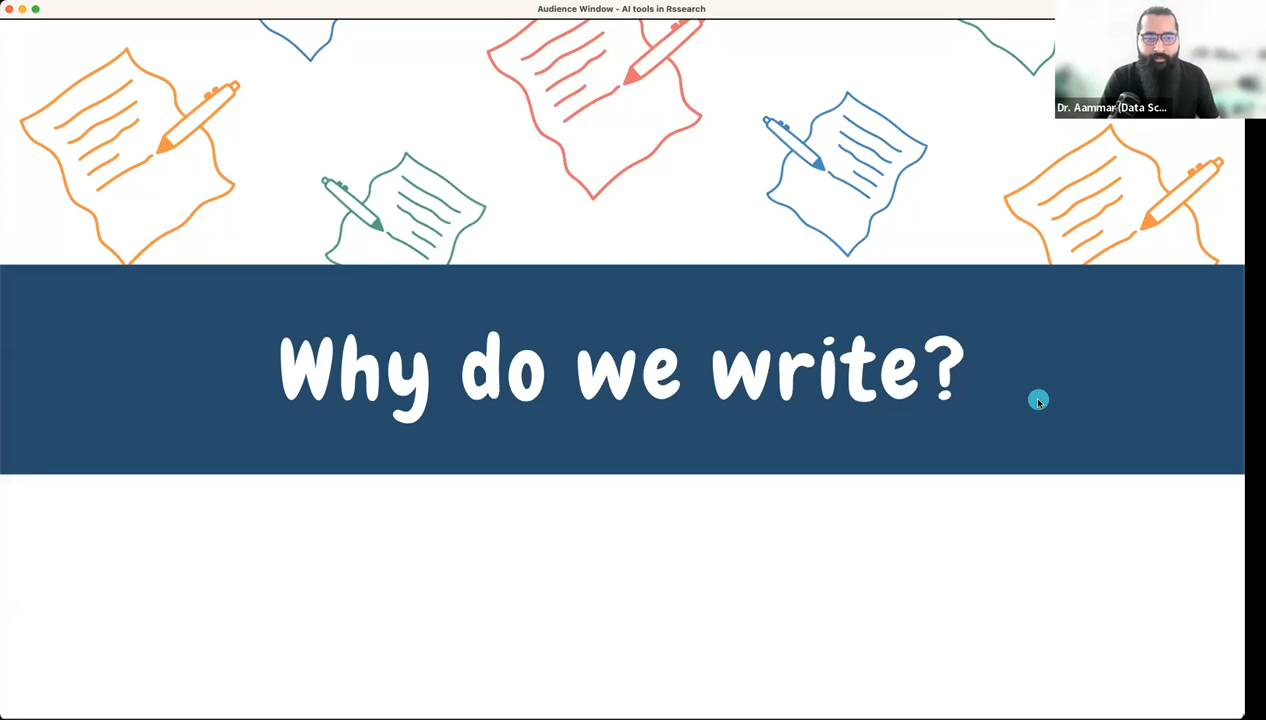 Audience Window - AI tools in Rssearch
Dr. Aammar (Data Sc...
Why do we write?